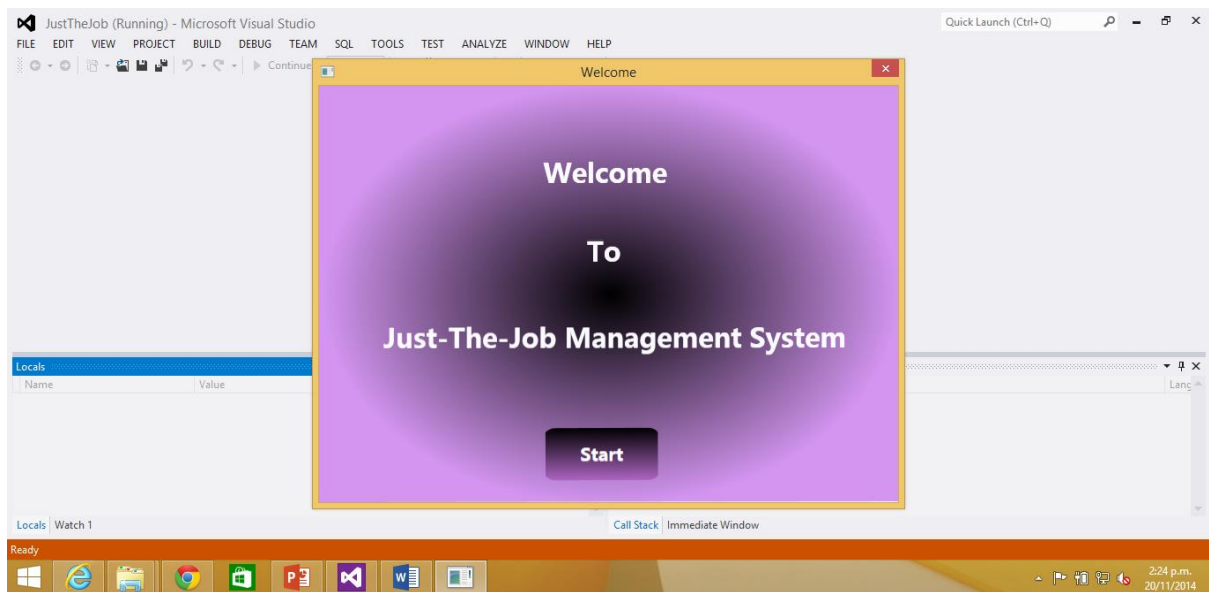 JustTheJob (Running) - Microsoft Visual Studio
Quick Launch (Ctrl+Q)
FILE EDIT VIEW PROJECT BUILD DEBUG TEAM SQL TOOLS TEST ANALYZE WINDOW HELP
Continue
Welcome
Welcome
To
Just-The-Job Management System
Start
Locals
Name Value Lang
Locals Watch 1
Call Stack Immediate Window
Ready
2:24 p.m.
20/11/2014